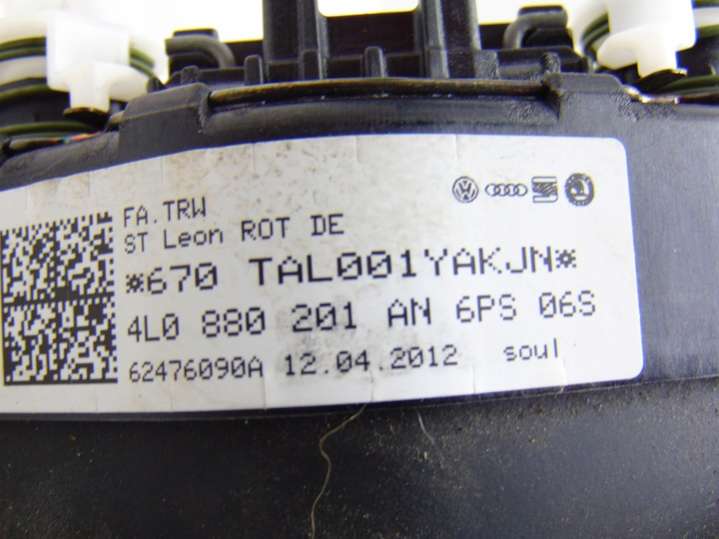 FA.TRW
ST Leon ROT DE
*670 TAL001YAKJN*
4L0 880 201 AN 6PS 06S
62476090A 12.04.2012 soul